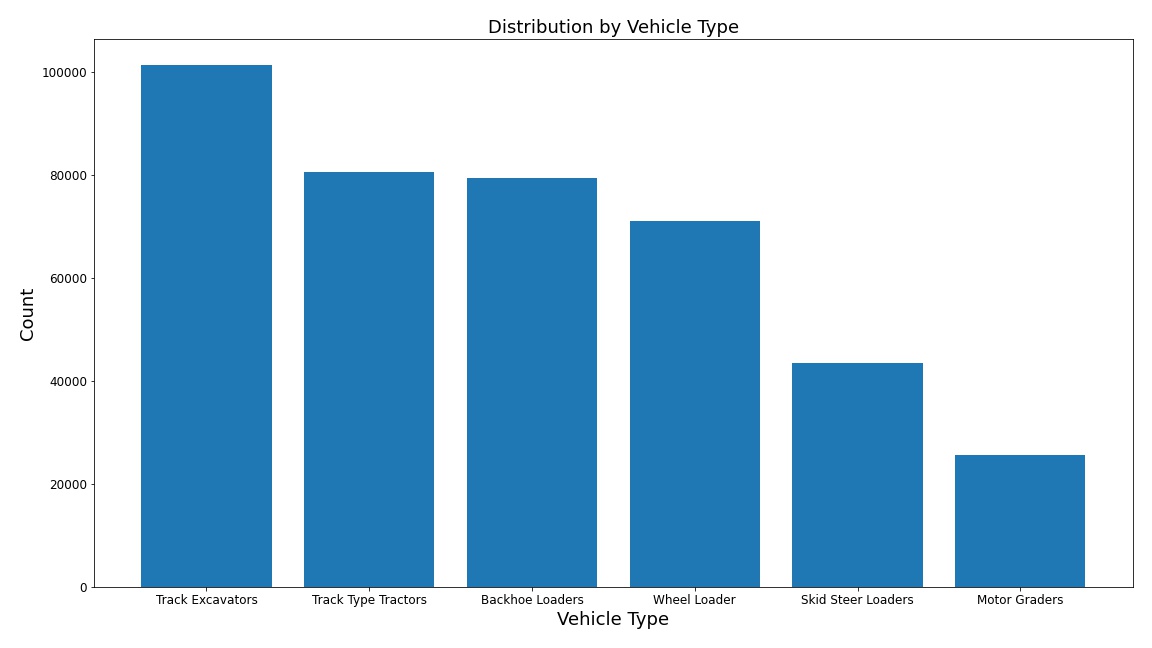 Distribution by Vehicle Type
100000
80000
60000
40000
20000
0
Count
Track Excavators Track Type Tractors Backhoe Loaders Wheel Loader Skid Steer Loaders Motor Graders
Vehicle Type